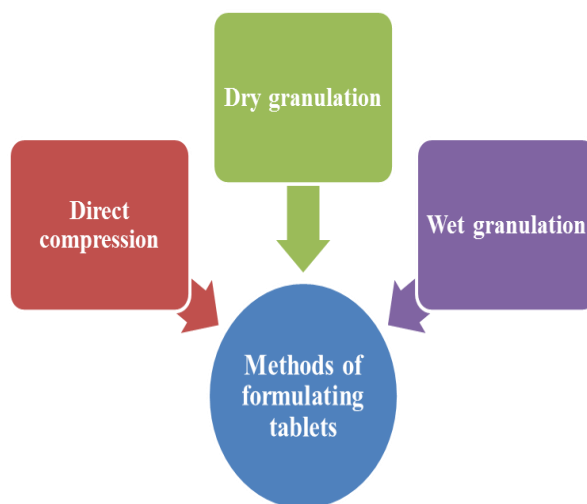 Dry granulation
Direct
compression
Wet granulation
Methods of
formulating
tablets